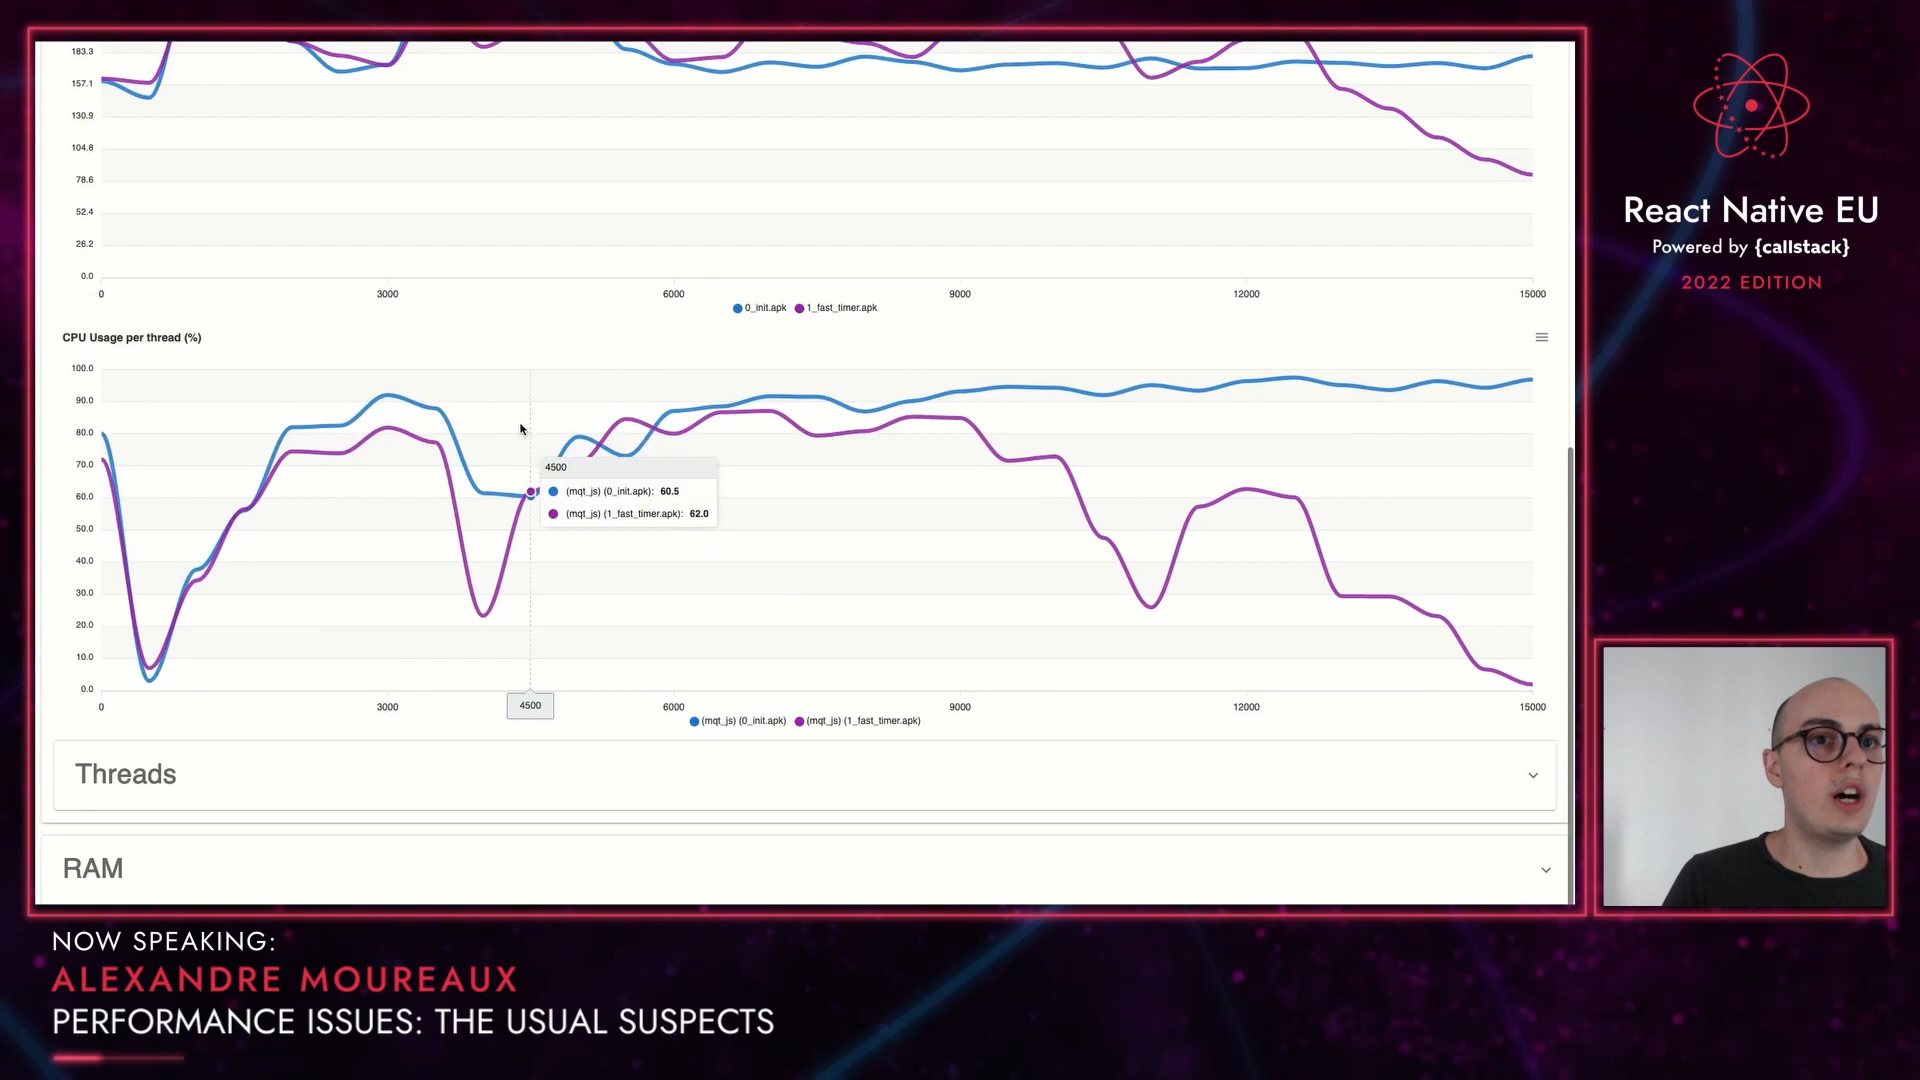 183.3
157.1
130.9
104.8
78.6
52.4
26.2
0.0
0 3000 6000 9000 12000 15000
0_init.apk 1_fast_timer.apk
CPU Usage per thread (%)
100.0
90.0
80.0
70.0
60.0
50.0
40.0
30.0
20.0
10.0
0.0
4500
(mqt_js) (0_init.apk): 60.5
(mqt_js) (1_fast_timer.apk): 62.0
0 3000 4500 6000 9000 12000 15000
(mqt_js) (0_init.apk) (mqt_js) (1_fast_timer.apk)
Threads
RAM
React Native EU
Powered by {callstack}
2022 EDITION
NOW SPEAKING:
ALEXANDRE MOUREAUX
PERFORMANCE ISSUES: THE USUAL SUSPECTS